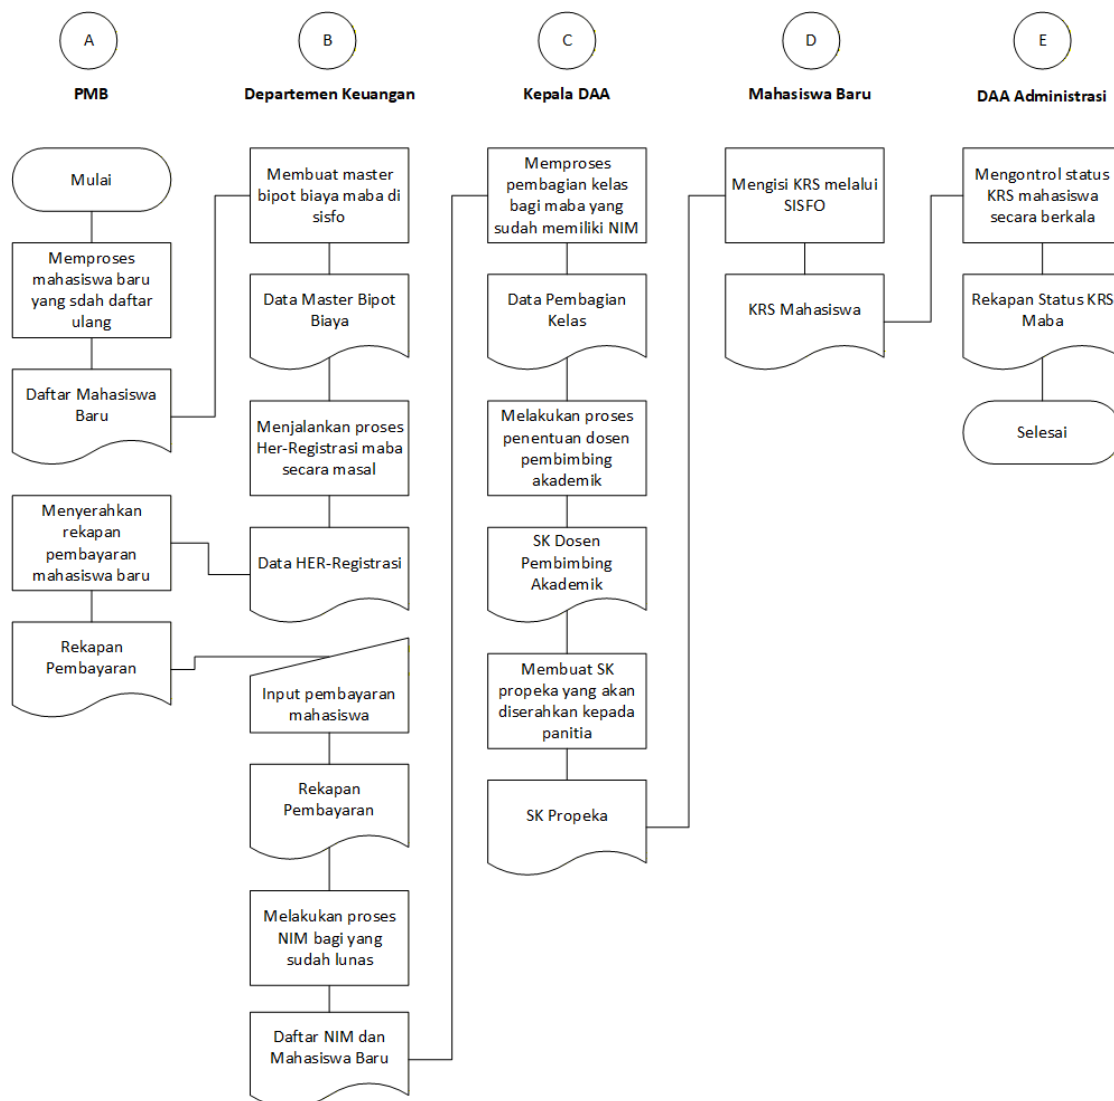 A
PMB
Mulai
Memproses
mahasiswa baru
yang sdah daftar
ulang
Daftar Mahasiswa
Baru
Menyerahkan
rekapan
pembayaran
mahasiswa baru
Rekapan
Pembayaran
B
Departemen Keuangan
Membuat master
bipot biaya maba di
sisfo
Data Master Bipot
Biaya
Menjalankan proses
Her-Registrasi maba
secara masal
Data HER-Registrasi
Input pembayaran
mahasiswa
Rekapan
Pembayaran
Melakukan proses
NIM bagi yang
sudah lunas
Daftar NIM dan
Mahasiswa Baru
C
Kepala DAA
Memproses
pembagian kelas
bagi maba yang
sudah memiliki NIM
Data Pembagian
Kelas
Melakukan proses
penentuan dosen
pembimbing
akademik
SK Dosen
Pembimbing
Akademik
Membuat SK
propeka yang akan
diserahkan kepada
panitia
SK Propeka
D
Mahasiswa Baru
Mengisi KRS melalui
SISFO
KRS Mahasiswa
E
DAA Administrasi
Mengontrol status
KRS mahasiswa
secara berkala
Rekapan Status KRS
Maba
Selesai